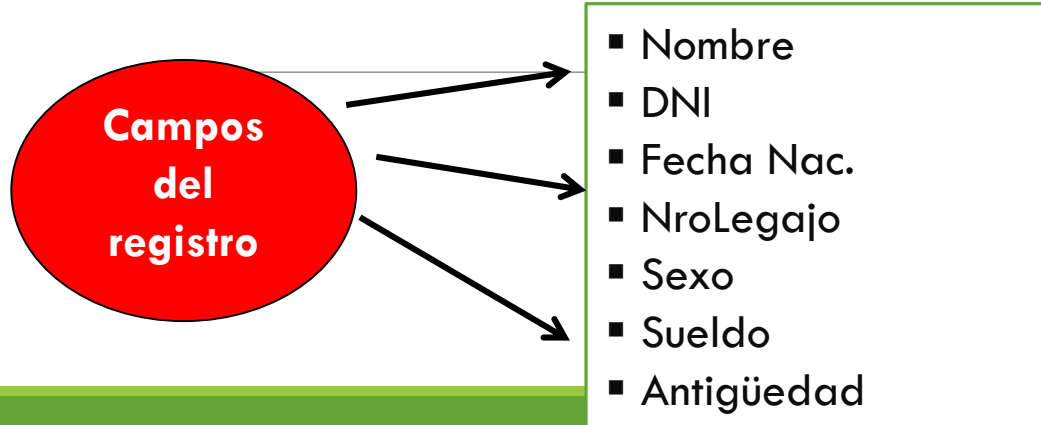 Campos
del
registro
▪ Nombre
▪ DNI
▪ Fecha Nac.
▪ NroLegajo
▪ Sexo
▪ Sueldo
▪ Antigüedad